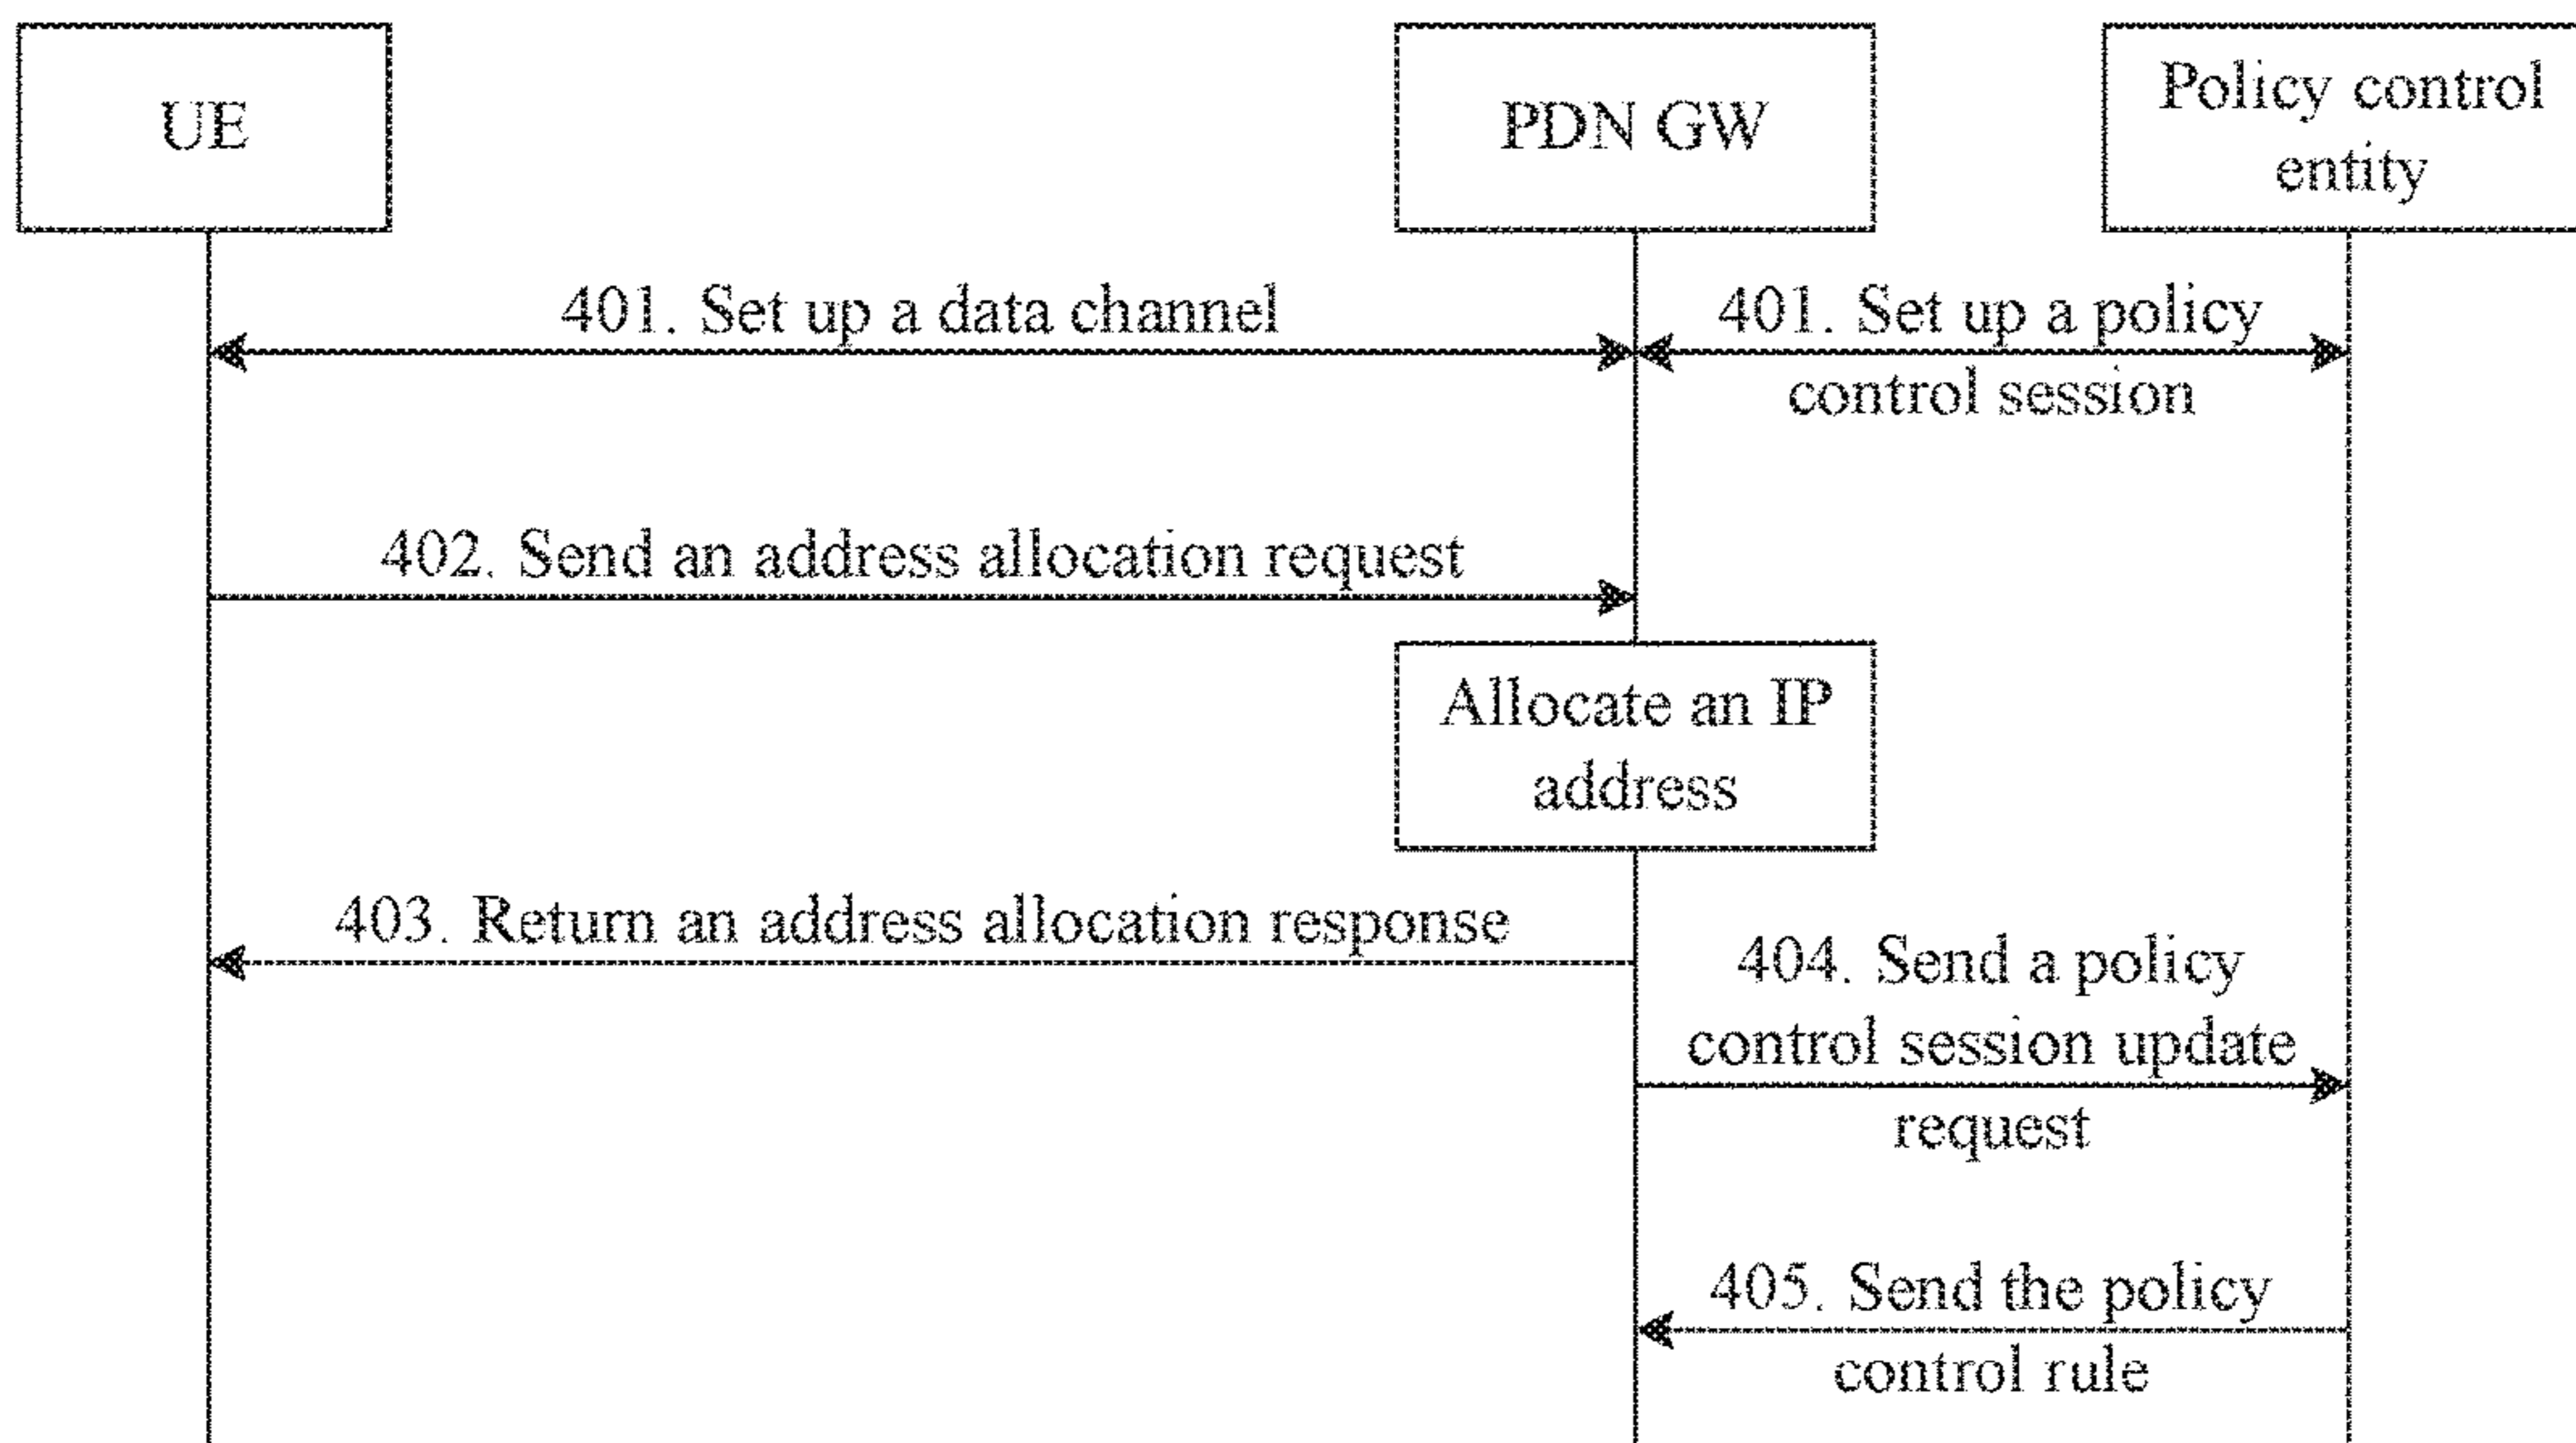 UE
PDN GW
Policy control
entity
401. Set up a data channel
401. Set up a policy
control session
402. Send an address allocation request
Allocate an IP
address
403. Return an address allocation response
404. Send a policy
control session update
request
405. Send the policy
control rule